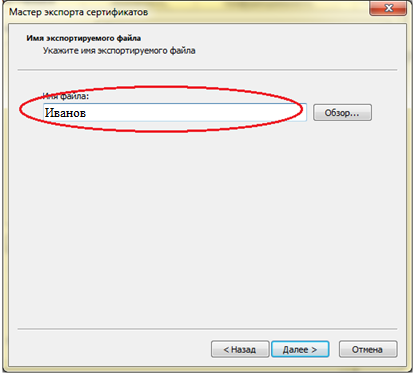 Мастер экспорта сертификатов
Имя экспортируемого файла
Укажите имя экспортируемого файла
Имя файла:
Иванов
Обзор...
< Назад
Далее >
Отмена